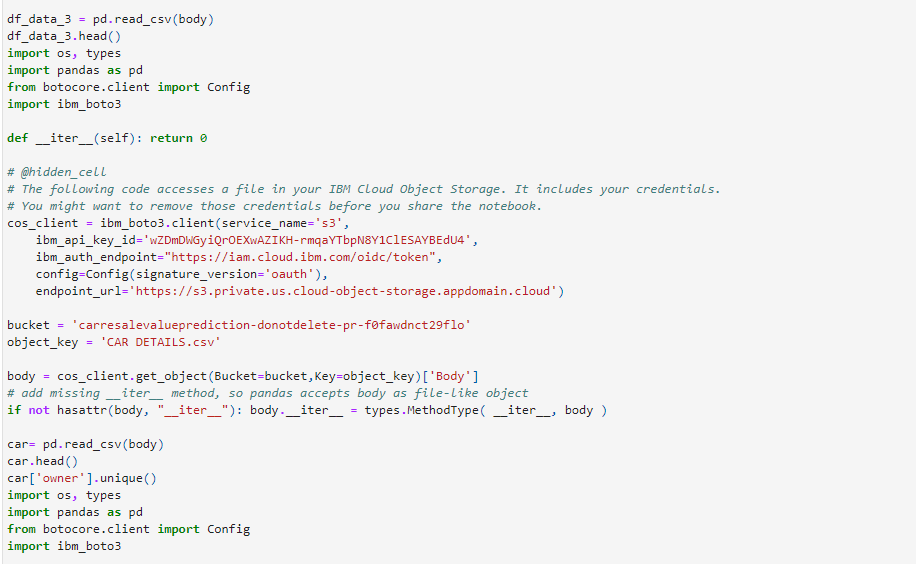 df_data_3 = pd.read_csv(body)
df_data_3.head()
import os, types
import pandas as pd
from botocore.client import Config
import ibm_boto3
def __iter__(self): return 0
# @hidden_cell
# The following code accesses a file in your IBM Cloud Object Storage. It includes your credentials.
# You might want to remove those credentials before you share the notebook.
cos_client = ibm_boto3.client(service_name='s3',
    ibm_api_key_id='wZDmDWGyiQrOEXwAZIKH-rmqaYTbpN8Y1ClESAYBEdU4',
    ibm_auth_endpoint="https://iam.cloud.ibm.com/oidc/token",
    config=Config(signature_version='oauth'),
    endpoint_url='https://s3.private.us.cloud-object-storage.appdomain.cloud')
bucket = 'carresalevalueprediction-donotdelete-pr-f0fawdnct29flo'
object_key = 'CAR DETAILS.csv'
body = cos_client.get_object(Bucket=bucket,Key=object_key)['Body']
# add missing __iter__ method, so pandas accepts body as file-like object
if not hasattr(body, "__iter__"): body.__iter__ = types.MethodType( __iter__, body )
car= pd.read_csv(body)
car.head()
car['owner'].unique()
import os, types
import pandas as pd
from botocore.client import Config
import ibm_boto3